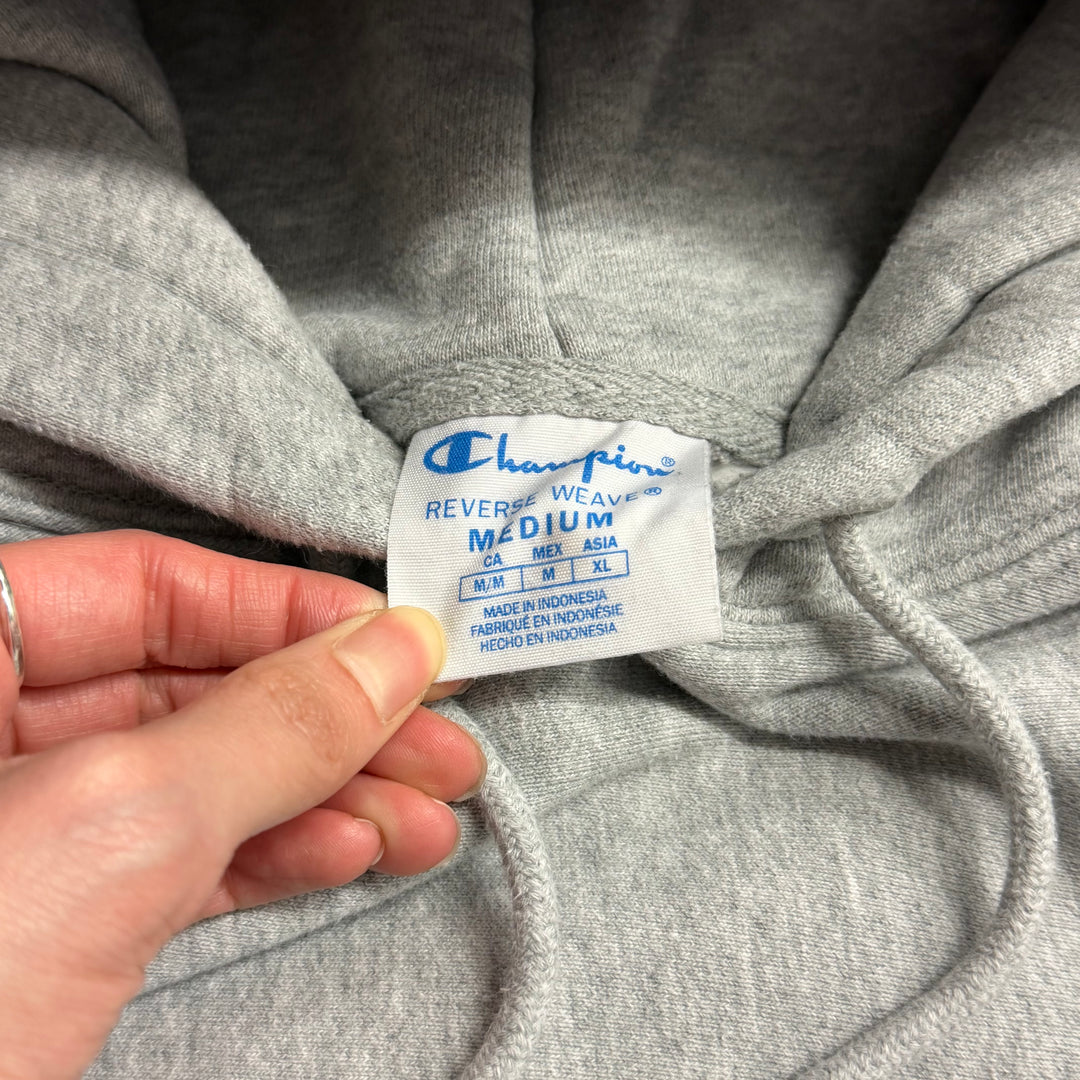 Champion®
REVERSE WEAVE®
MEDIUM
CA MEX ASIA
M/M M XL
MADE IN INDONESIA
FABRIQUÉ EN INDONÉSIE
HECHO EN INDONESIA